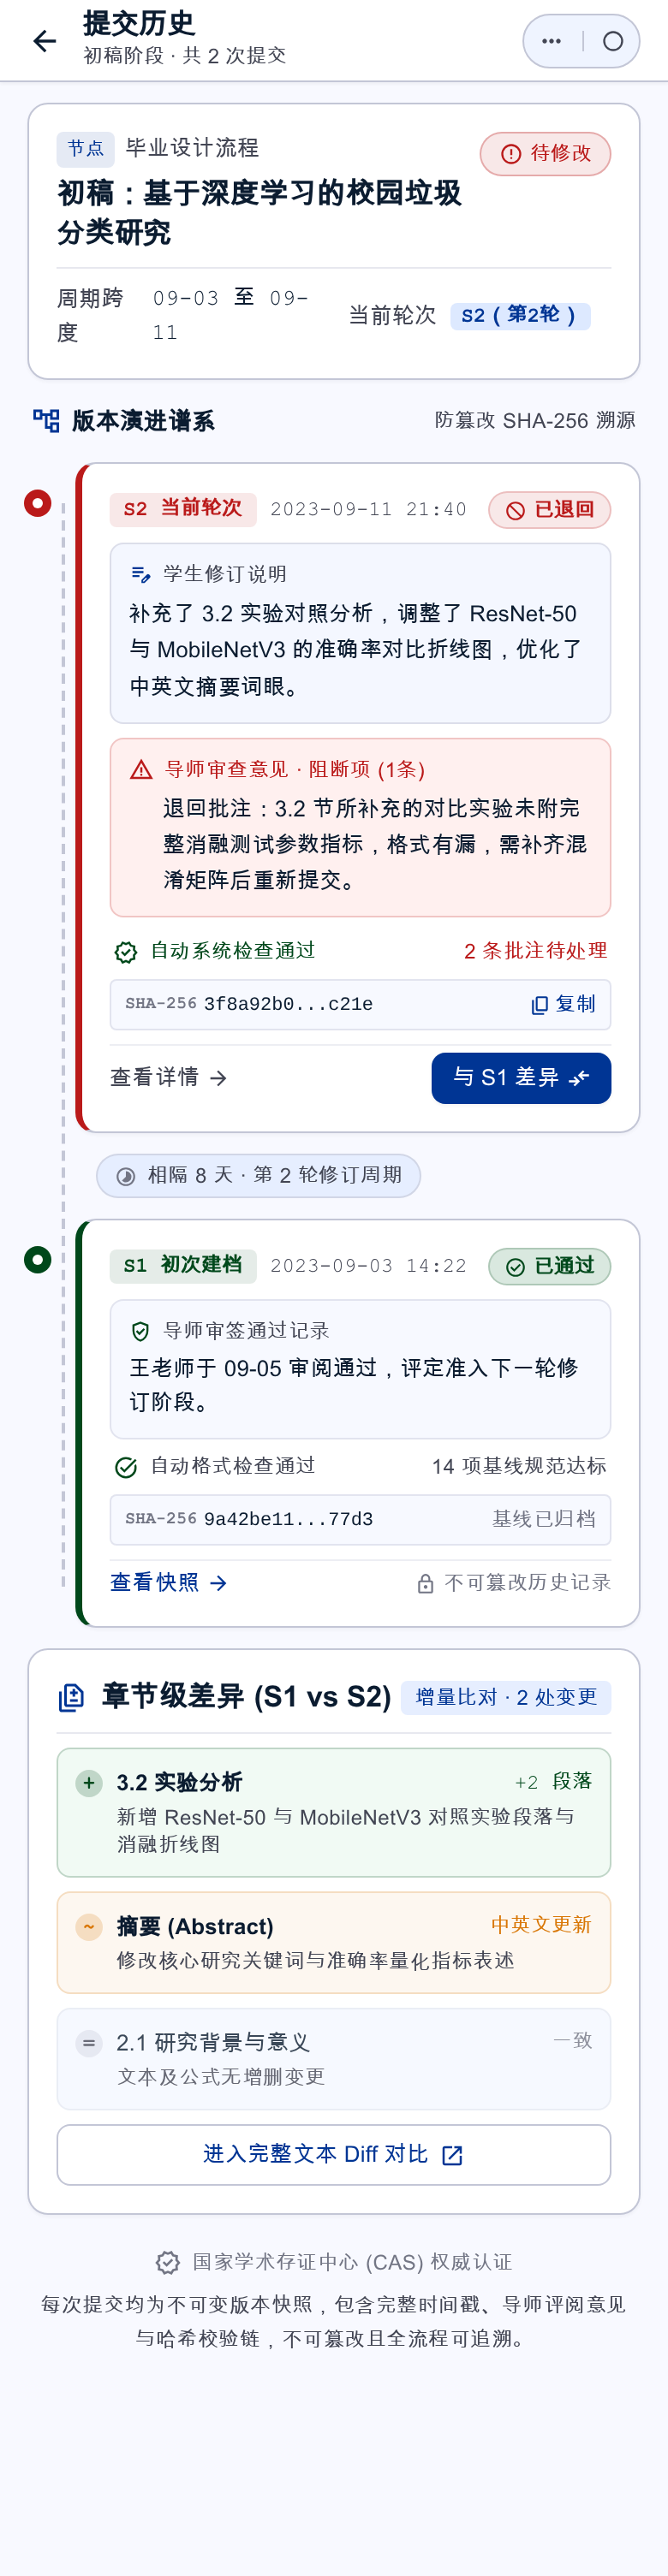 提交历史
初稿阶段 · 共 2 次提交
节点 毕业设计流程
待修改
初稿：基于深度学习的校园垃圾
分类研究
周期跨
度
09-03 至 09-
11
当前轮次 S2 ( 第2轮 )
版本演进谱系
防篡改 SHA-256 溯源
S2 当前轮次 2023-09-11 21:40 已退回
学生修订说明
补充了 3.2 实验对照分析，调整了 ResNet-50
与 MobileNetV3 的准确率对比折线图，优化了
中英文摘要词眼。
导师审查意见 · 阻断项 (1条)
退回批注：3.2 节所补充的对比实验未附完
整消融测试参数指标，格式有漏，需补齐混
淆矩阵后重新提交。
自动系统检查通过
2 条批注待处理
SHA-256 3f8a92b0...c21e 复制
查看详情
与 S1 差异
相隔 8 天 · 第 2 轮修订周期
S1 初次建档 2023-09-03 14:22 已通过
导师审签通过记录
王老师于 09-05 审阅通过，评定准入下一轮修
订阶段。
自动格式检查通过
14 项基线规范达标
SHA-256 9a42be11...77d3 基线已归档
查看快照
不可篡改历史记录
章节级差异 (S1 vs S2) 增量比对 · 2 处变更
+ 3.2 实验分析 +2 段落
新增 ResNet-50 与 MobileNetV3 对照实验段落与
消融折线图
~ 摘要 (Abstract) 中英文更新
修改核心研究关键词与准确率量化指标表述
= 2.1 研究背景与意义 一致
文本及公式无增删变更
进入完整文本 Diff 对比
国家学术存证中心 (CAS) 权威认证
每次提交均为不可变版本快照，包含完整时间戳、导师评阅意见
与哈希校验链，不可篡改且全流程可追溯。